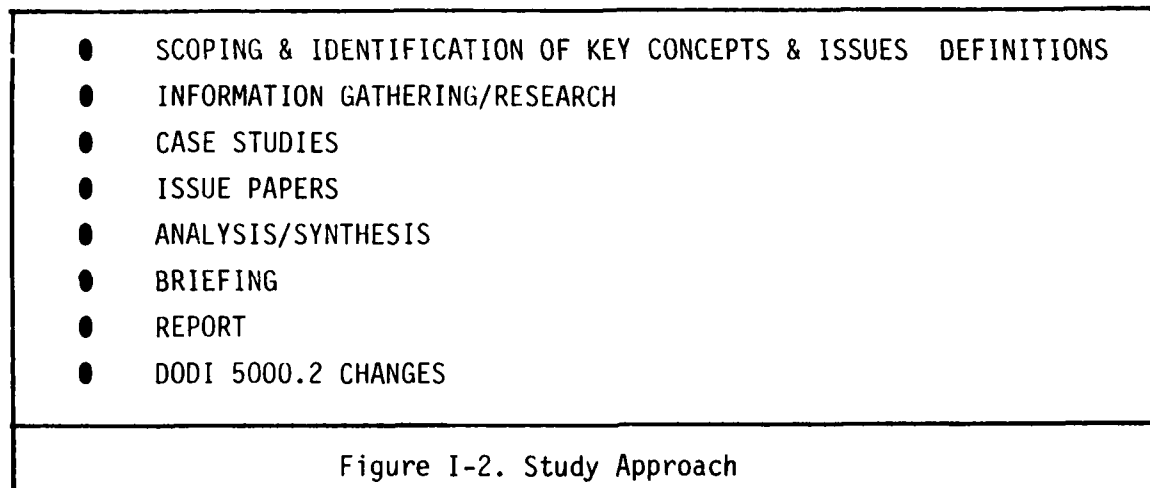 ● SCOPING & IDENTIFICATION OF KEY CONCEPTS & ISSUES DEFINITIONS
● INFORMATION GATHERING/RESEARCH
● CASE STUDIES
● ISSUE PAPERS
● ANALYSIS/SYNTHESIS
● BRIEFING
● REPORT
● DODI 5000.2 CHANGES
Figure I-2. Study Approach